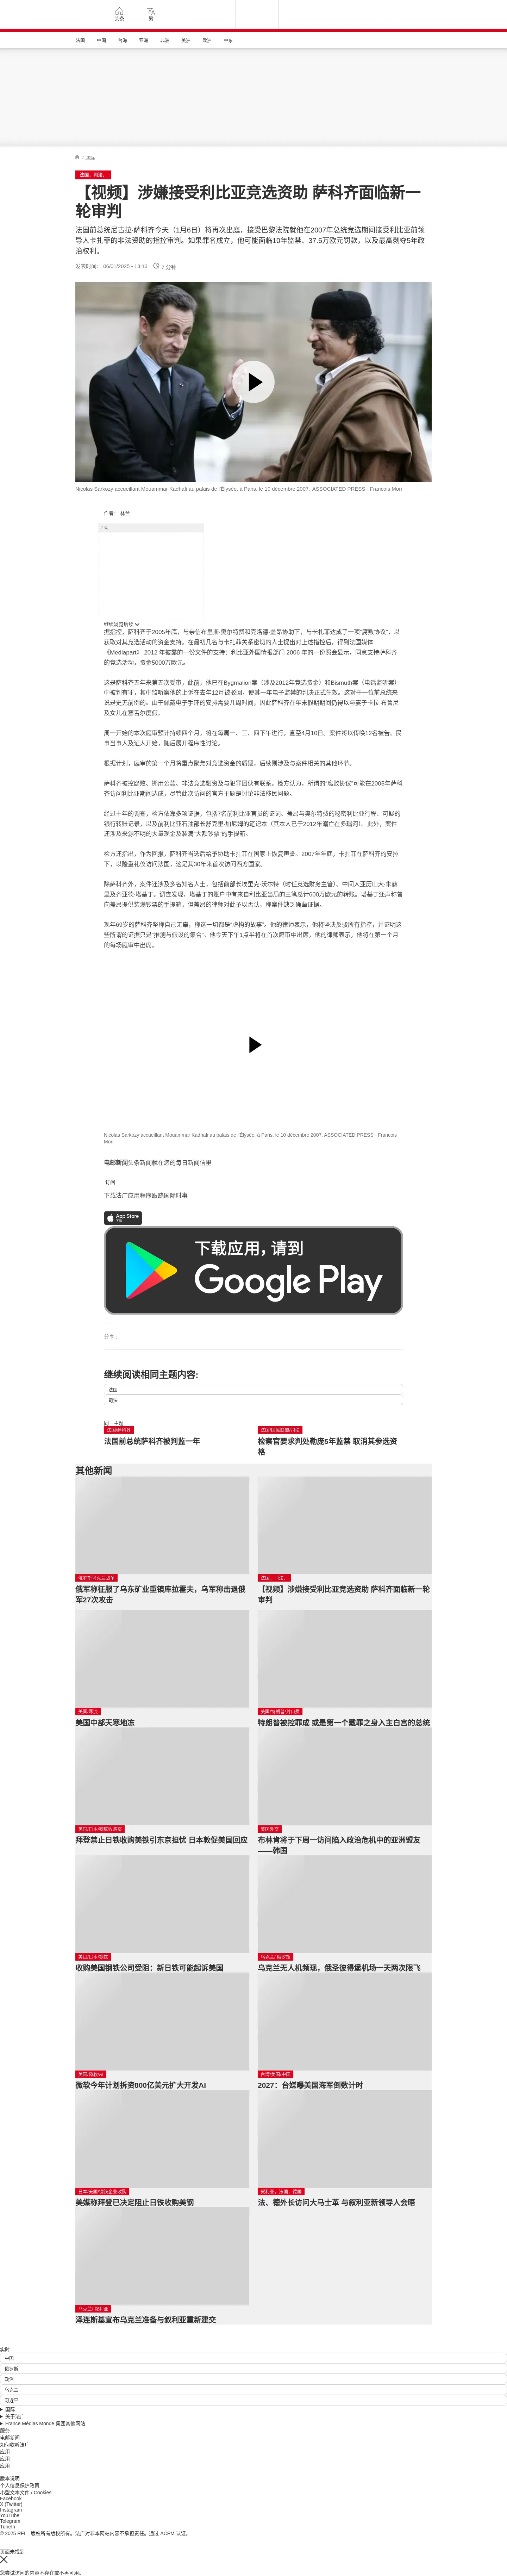 头条
繁
法国
中国
台海
亚洲
非洲
美洲
欧洲
中东
/ 国际
法国、司法、
【视频】涉嫌接受利比亚竞选资助 萨科齐面临新一
轮审判
法国前总统尼古拉·萨科齐今天（1月6日）将再次出庭，接受巴黎法院就他在2007年总统竞选期间接受利比亚前领
导人卡扎菲的非法资助的指控审判。如果罪名成立，他可能面临10年监禁、37.5万欧元罚款，以及最高剥夺5年政
治权利。
发表时间： 06/01/2025 - 13:13 ? 分钟
Nicolas Sarkozy accueillant Mouammar Kadhafi au palais de l'Élysée, à Paris, le 10 décembre 2007. ASSOCIATED PRESS - Francois Mori
作者： 林兰
广告
继续浏览后续
据指控，萨科齐于2005年底，与亲信布里斯·奥尔特费和克洛德·盖昂协助下，与卡扎菲达成了一项“腐败协议”，以
获取对其竞选活动的资金支持。在最初几名与卡扎菲关系密切的人士提出对上述指控后，得到法国媒体
《Mediapart》 2012 年披露的一份文件的支持：利比亚外国情报部门 2006 年的一份照会显示，同意支持萨科齐
的竞选活动，资金5000万欧元。
这是萨科齐五年来第五次受审，此前，他已在Bygmalion案（涉及2012年竞选资金）和Bismuth案（电话监听案）
中被判有罪，其中监听案他的上诉在去年12月被驳回，使其一年电子监禁的判决正式生效。这对于一位前总统来
说是史无前例的。由于佩戴电子手环的安排需要几周时间，因此萨科齐在年末假期期间仍得以与妻子卡拉·布鲁尼
及女儿在塞舌尔度假。
周一开始的本次庭审预计持续四个月，将在每周一、三、四下午进行，直至4月10日。案件将以传唤12名被告、民
事当事人及证人开始，随后展开程序性讨论。
根据计划，庭审的第一个月将重点聚焦对竞选资金的质疑，后续则涉及与案件相关的其他环节。
萨科齐被控腐败、挪用公款、非法竞选融资及与犯罪团伙有联系。检方认为，所谓的“腐败协议”可能在2005年萨科
齐访问利比亚期间达成，尽管此次访问的官方主题是讨论非法移民问题。
经过十年的调查，检方依靠多项证据，包括7名前利比亚官员的证词、盖昂与奥尔特费的秘密利比亚行程、可疑的
银行转账记录，以及前利比亚石油部长舒克里·加尼姆的笔记本（其本人已于2012年溺亡在多瑙河）。此外，案件
还涉及来源不明的大量现金及装满“大额钞票”的手提箱。
检方还指出，作为回报，萨科齐当选后给予协助卡扎菲在国家上恢复声誉。2007年年底，卡扎菲在萨科齐的安排
下，以隆重礼仪访问法国，这是其30年来首次访问西方国家。
除萨科齐外，案件还涉及多名知名人士，包括前部长埃里克·沃尔特（时任竞选财务主管）、中间人亚历山大·朱赫
里及齐亚德·塔基丁。调查发现，塔基丁的账户中有来自利比亚当局的三笔总计600万欧元的转账。塔基丁还声称曾
向盖昂提供装满钞票的手提箱，但盖昂的律师对此予以否认，称案件缺乏确凿证据。
现年69岁的萨科齐坚称自己无辜，称这一切都是“虚构的故事”。他的律师表示，他将坚决反驳所有指控，并证明这
些所谓的证据只是“推测与假设的集合”。他今天下午1点半将在首次庭审中出席，他的律师表示，他将在第一个月
的每场庭审中出席。
Nicolas Sarkozy accueillant Mouammar Kadhafi au palais de l'Élysée, à Paris, le 10 décembre 2007. ASSOCIATED PRESS - Francois
Mori
电邮新闻头条新闻就在您的每日新闻信里
订阅
下载法广应用程序跟踪国际时事
App Store
下载
下载应用，请到
Google Play
分享 :
继续阅读相同主题内容:
法国
司法
同一主题
法国/萨科齐
法国前总统萨科齐被判监一年
法国/国民联盟/司法
检察官要求判处勒庞5年监禁 取消其参选资
格
其他新闻
俄罗斯乌克兰战争
俄军称征服了乌东矿业重镇库拉霍夫，乌军称击退俄
军27次攻击
法国、司法、
【视频】涉嫌接受利比亚竞选资助 萨科齐面临新一轮
审判
美国/寒流
美国中部天寒地冻
美国/特朗普/封口费
特朗普被控罪成 或是第一个戴罪之身入主白宫的总统
美国/日本/钢铁收购案
拜登禁止日铁收购美铁引东京担忧 日本敦促美国回应
美国外交
布林肯将于下周一访问陷入政治危机中的亚洲盟友
——韩国
美国/日本/钢铁
收购美国钢铁公司受阻：新日铁可能起诉美国
乌克兰/ 俄罗斯
乌克兰无人机频现，俄圣彼得堡机场一天两次限飞
美国/微软/AI
微软今年计划拆资800亿美元扩大开发AI
台湾/美国/中国
2027：台媒曝美国海军倒数计时
日本/美国/钢铁企业收购
美媒称拜登已决定阻止日铁收购美钢
叙利亚、法国、德国
法、德外长访问大马士革 与叙利亚新领导人会晤
乌克兰/ 叙利亚
泽连斯基宣布乌克兰准备与叙利亚重新建交
实时
中国
俄罗斯
政治
乌克兰
习近平
国际
关于法广
France Médias Monde 集团其他网站
服务
电邮新闻
如何收听法广
应用
应用
应用
版本说明
个人信息保护政策
小型文本文件 / Cookies
Facebook
X (Twitter)
Instagram
YouTube
Telegram
TuneIn
© 2025 RFI – 版权所有版权所有。法广对非本网站内容不承担责任。通过 ACPM 认证。
页面未找到
您尝试访问的内容不存在或不再可用。